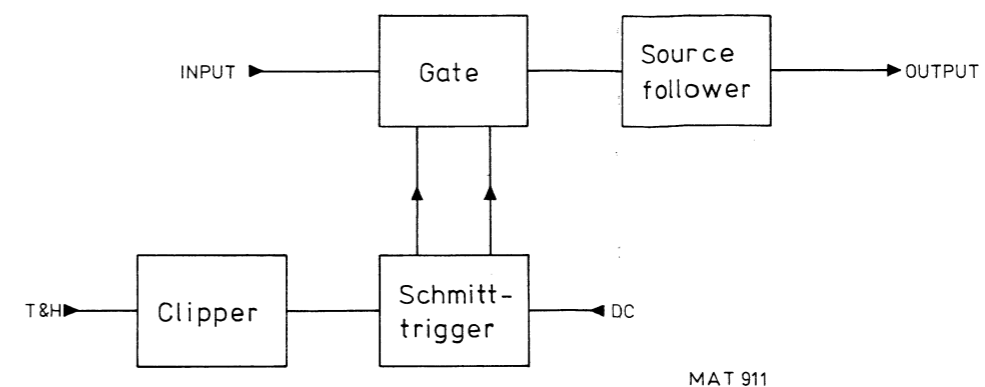 INPUT
Gate
Source
follower
OUTPUT
T&H
Clipper
Schmitt-
trigger
DC
MAT 911